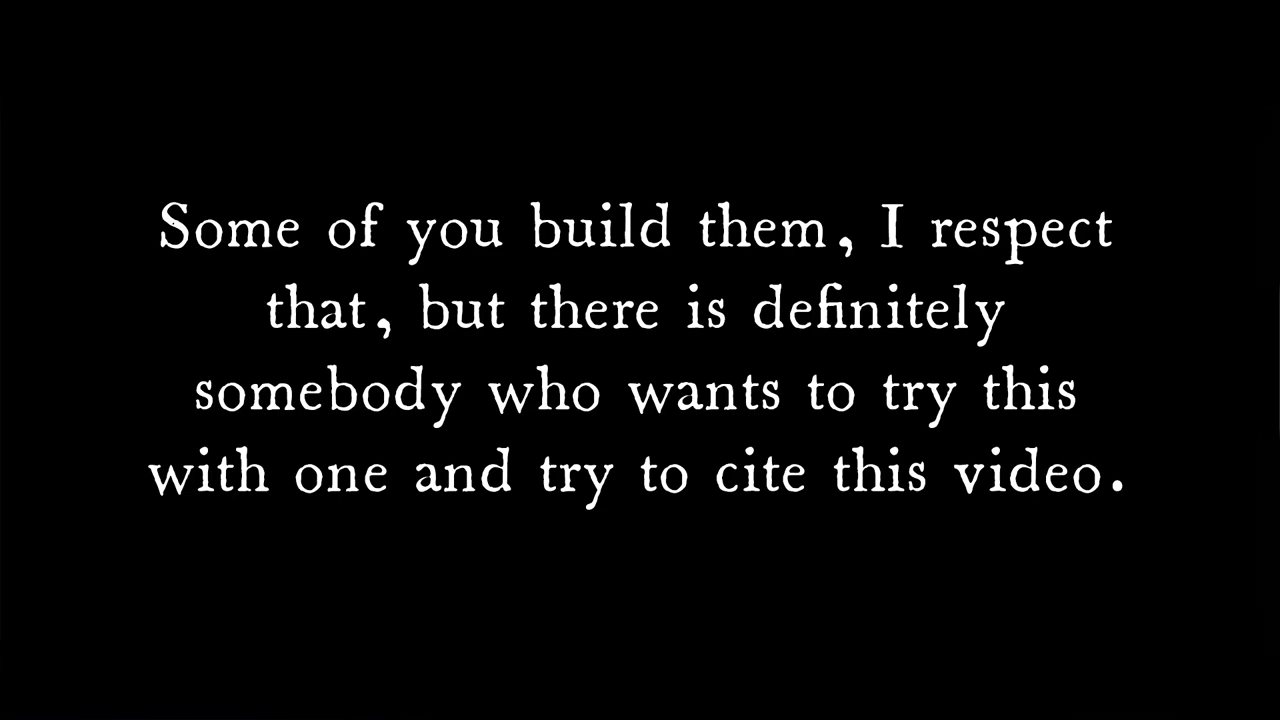 Some of you build them, I respect
that, but there is definitely
somebody who wants to try this
with one and try to cite this video.